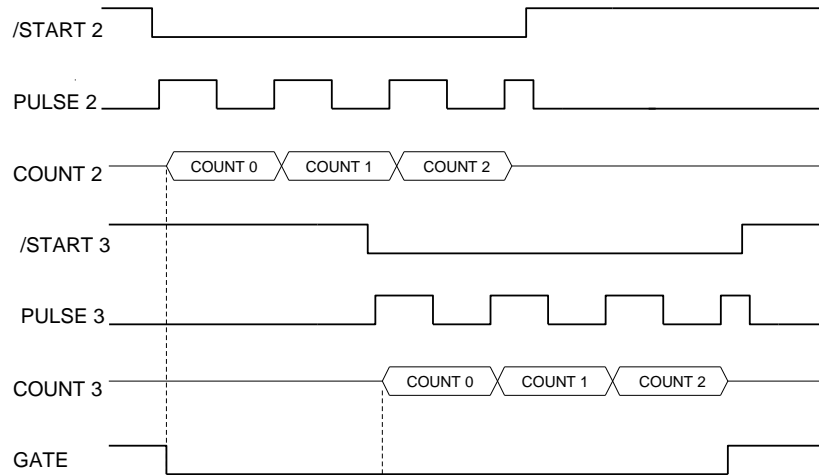 /START 2
PULSE 2
COUNT 2 COUNT 0 COUNT 1 COUNT 2
/START 3
PULSE 3
COUNT 3 COUNT 0 COUNT 1 COUNT 2
GATE